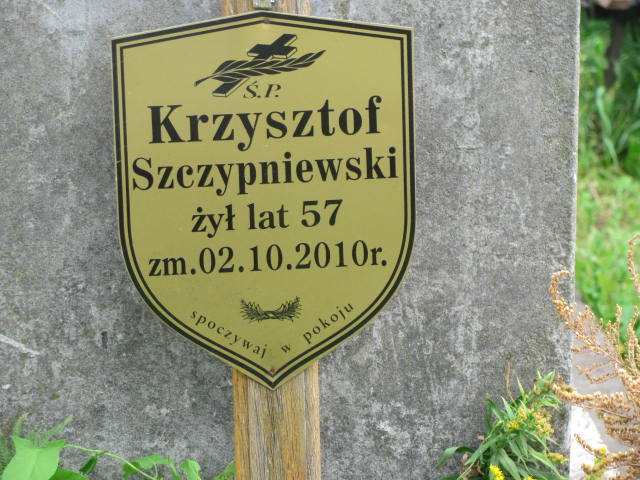 Ś.P.
Krzysztof
Szczypniewski
żył lat 57
zm.02.10.2010r.
spoczywaj w pokoju